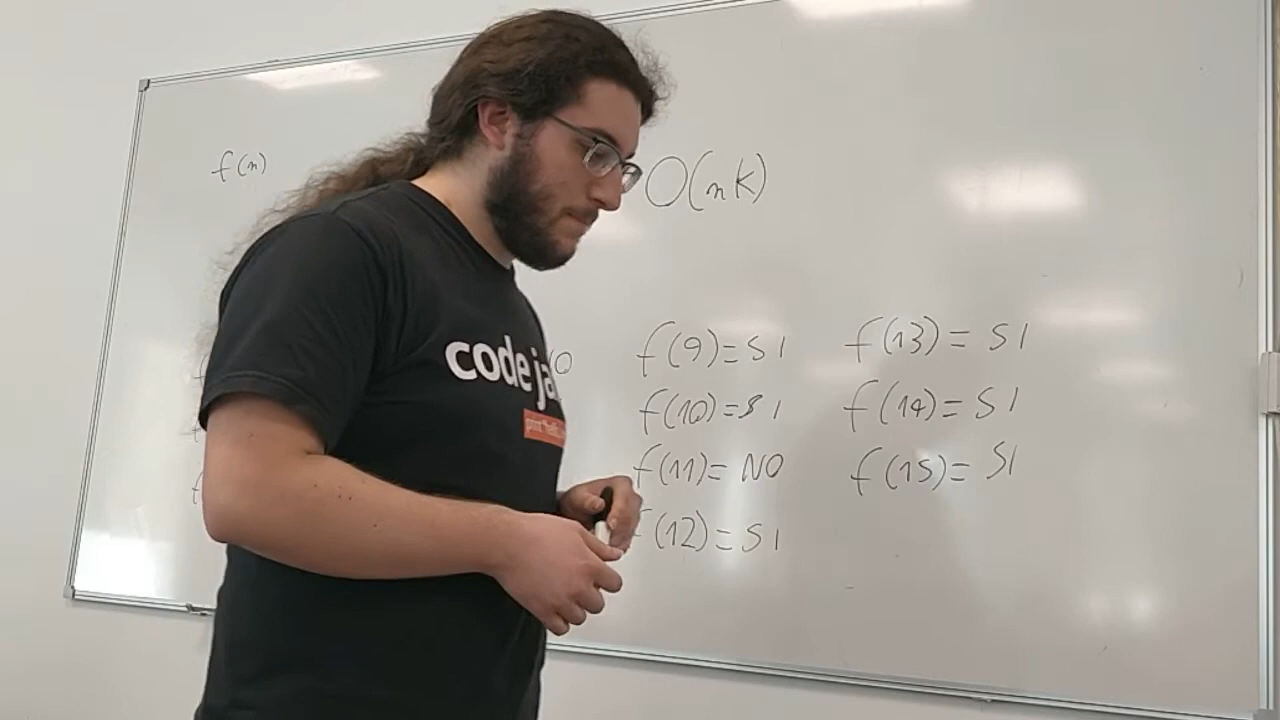 f(n)
O(nk)
f(9)=SI
f(10)=SI
f(11)=NO
f(12)=SI
f(13)=SI
f(14)=SI
f(15)=SI
code ja